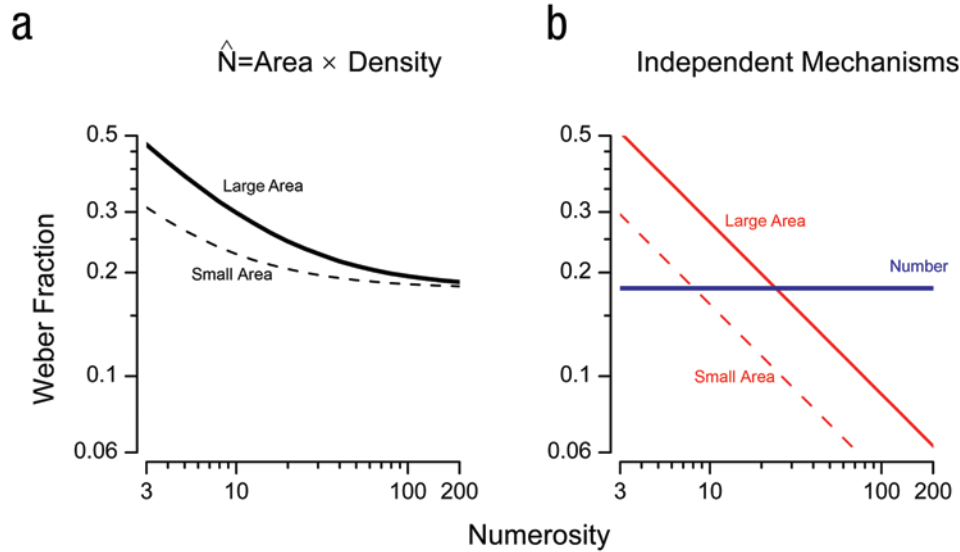 a
N̂=Area × Density
0.5
0.3
0.2
0.1
0.06
Weber Fraction
Large Area
Small Area
3
10
100
200
b
Independent Mechanisms
0.5
0.3
0.2
0.1
0.06
Large Area
Number
Small Area
3
10
100
200
Numerosity